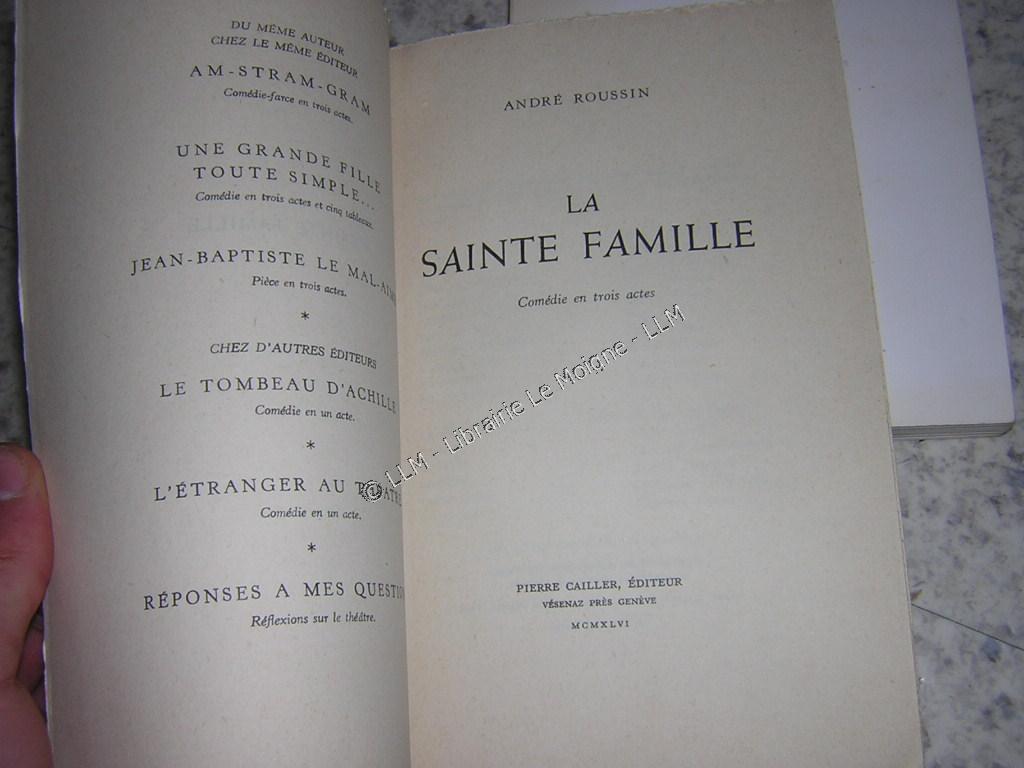 DU MÊME AUTEUR
CHEZ LE MÊME ÉDITEUR
AM-STRAM-GRAM
Comédie-farce en trois actes.
UNE GRANDE FILLE
TOUTE SIMPLE...
Comédie en trois actes et cinq tableaux.
JEAN-BAPTISTE LE
Pièce en trois actes.
*
CHEZ D'AUTRES ÉDITEURS
LE TOMBEAU D'ACHILLE
Comédie en un acte.
*
L'ÉTRANGER AU
Comédie en un acte.
*
RÉPONSES A MES
Réflexions sur le théâtre.
ANDRÉ ROUSSIN
LA
SAINTE FAMILLE
Comédie en trois actes
PIERRE CAILLER, ÉDITEUR
VÉSENAZ PRÈS GENÈVE
MCMXLVI
© LLM - Librairie Le Moigne - LLM